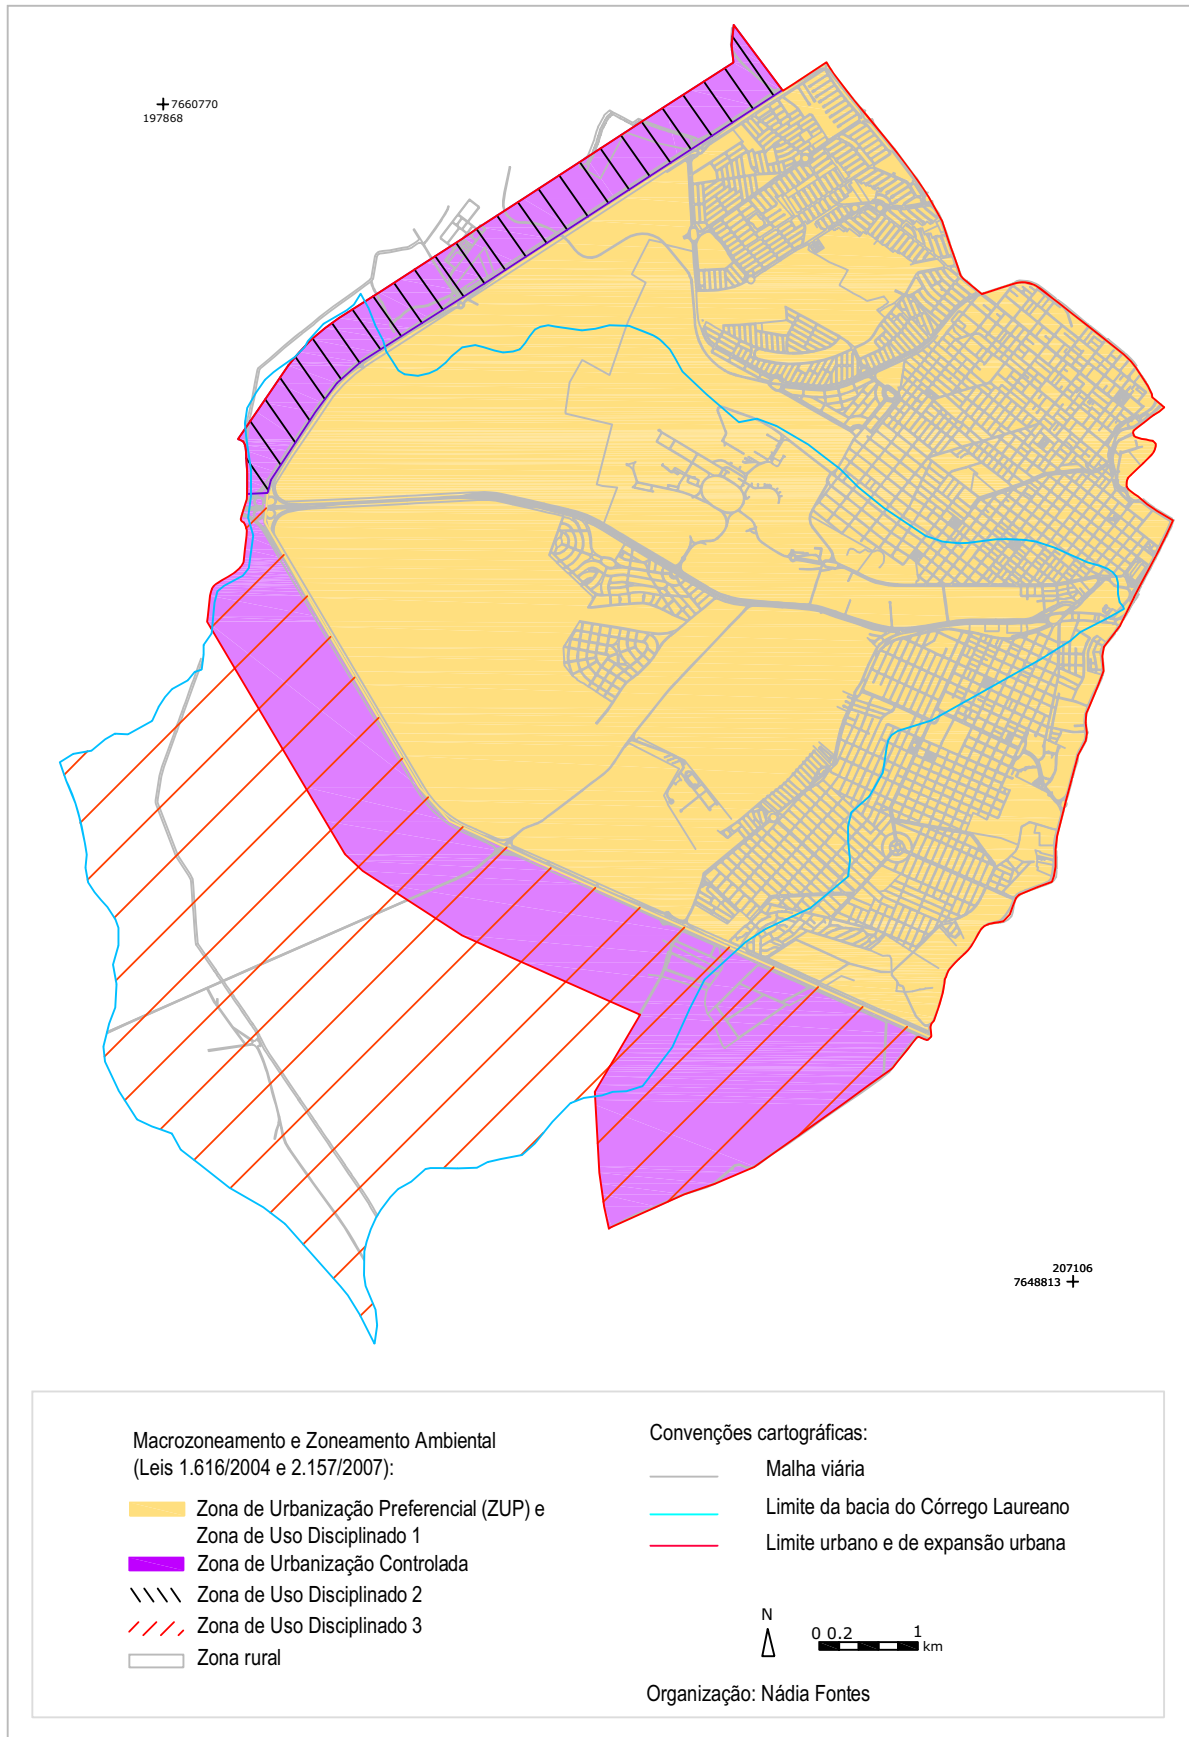 7660770
197868
207106
7648813
Macrozoneamento e Zoneamento Ambiental
(Leis 1.616/2004 e 2.157/2007):
Zona de Urbanização Preferencial (ZUP) e
Zona de Uso Disciplinado 1
Zona de Urbanização Controlada
Zona de Uso Disciplinado 2
Zona de Uso Disciplinado 3
Zona rural
Convenções cartográficas:
Malha viária
Limite da bacia do Córrego Laureano
Limite urbano e de expansão urbana
N
0 0.2 1
km
Organização: Nádia Fontes